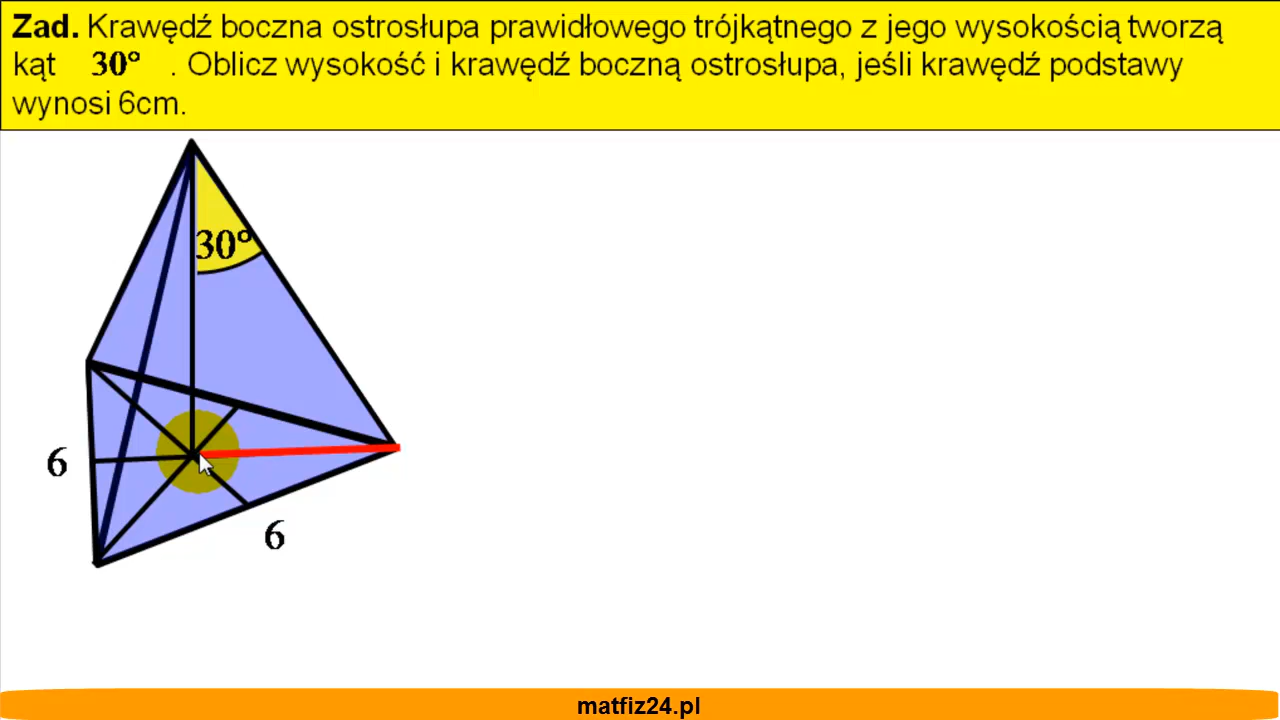 Zad. Krawędź boczna ostrosłupa prawidłowego trójkątnego z jego wysokością tworzą
kąt 30° . Oblicz wysokość i krawędź boczną ostrosłupa, jeśli krawędź podstawy
wynosi 6cm.
30°
6
6
matfiz24.pl